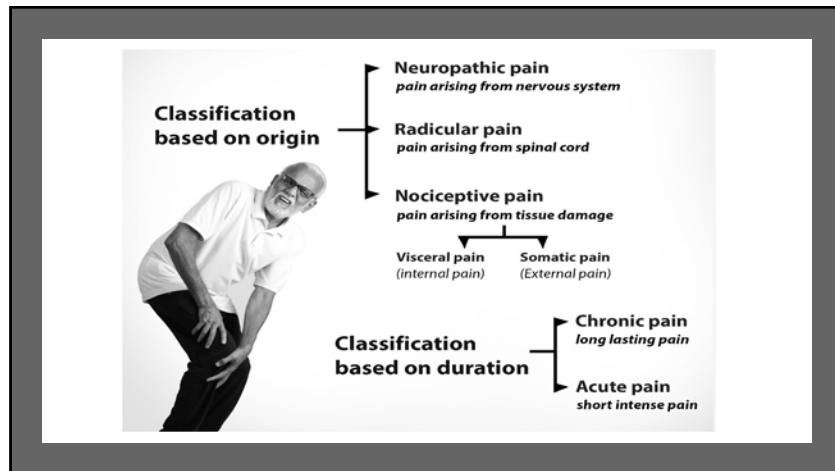 Neuropathic pain
pain arising from nervous system
Classification
based on origin
Radicular pain
pain arising from spinal cord
Nociceptive pain
pain arising from tissue damage
Visceral pain
(internal pain)
Somatic pain
(External pain)
Classification
based on duration
Chronic pain
long lasting pain
Acute pain
short intense pain